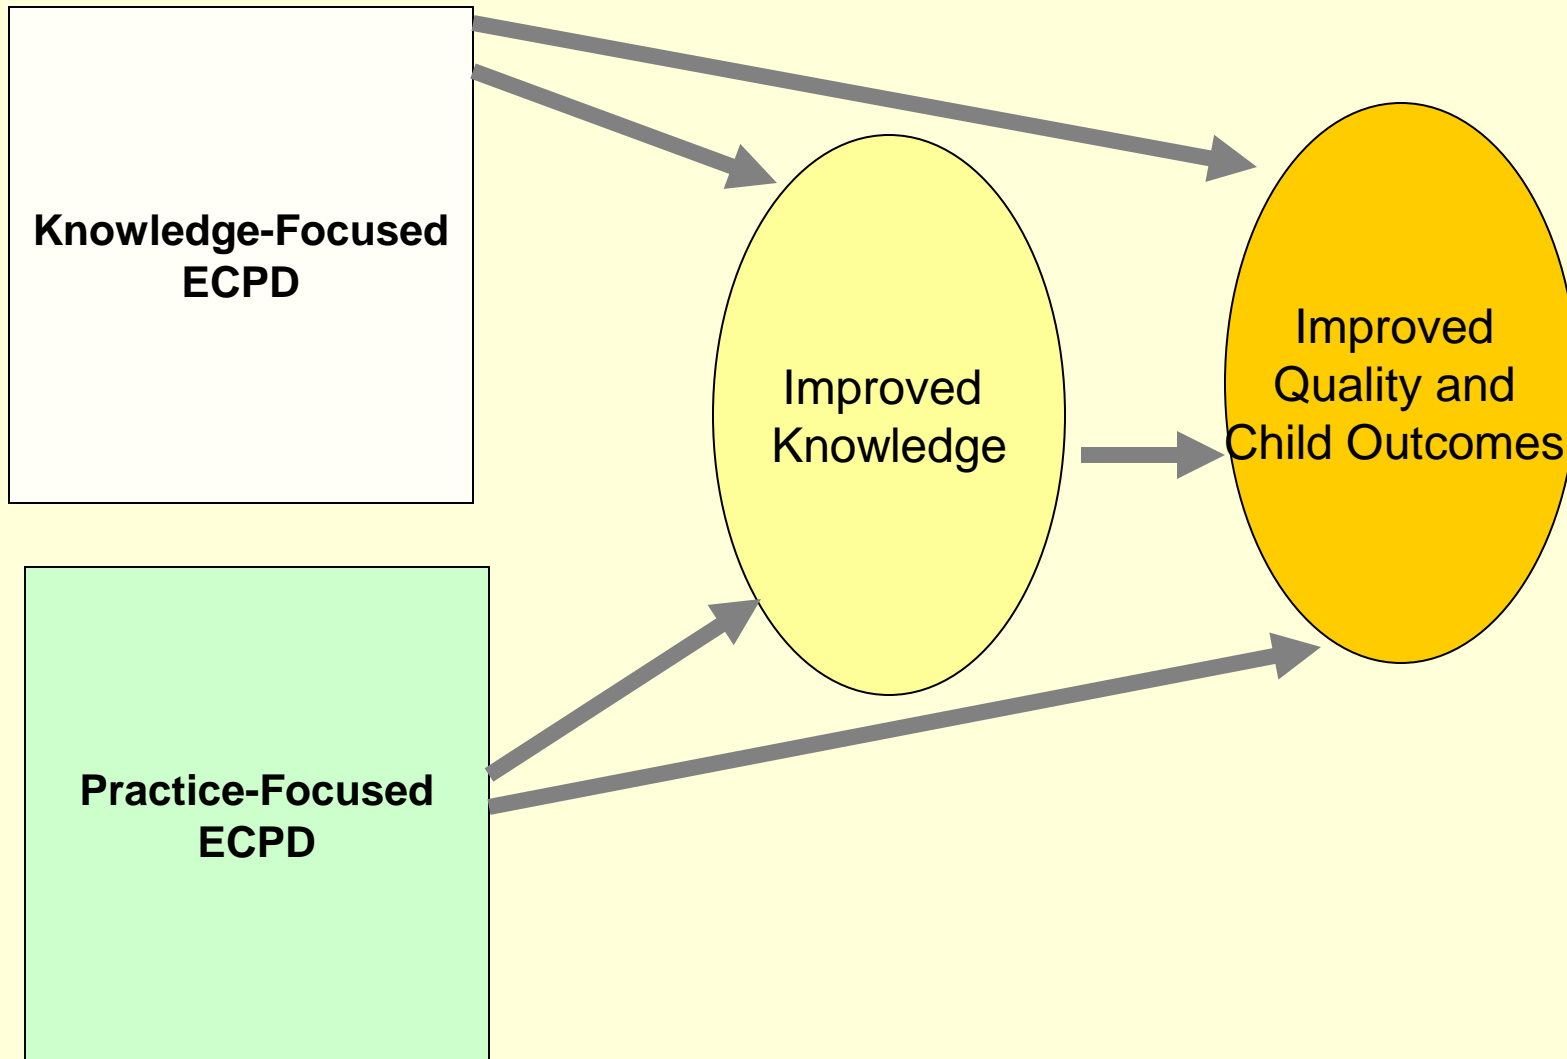 Knowledge-Focused
ECPD
Improved
Knowledge
Improved
Quality and
Child Outcomes
Practice-Focused
ECPD